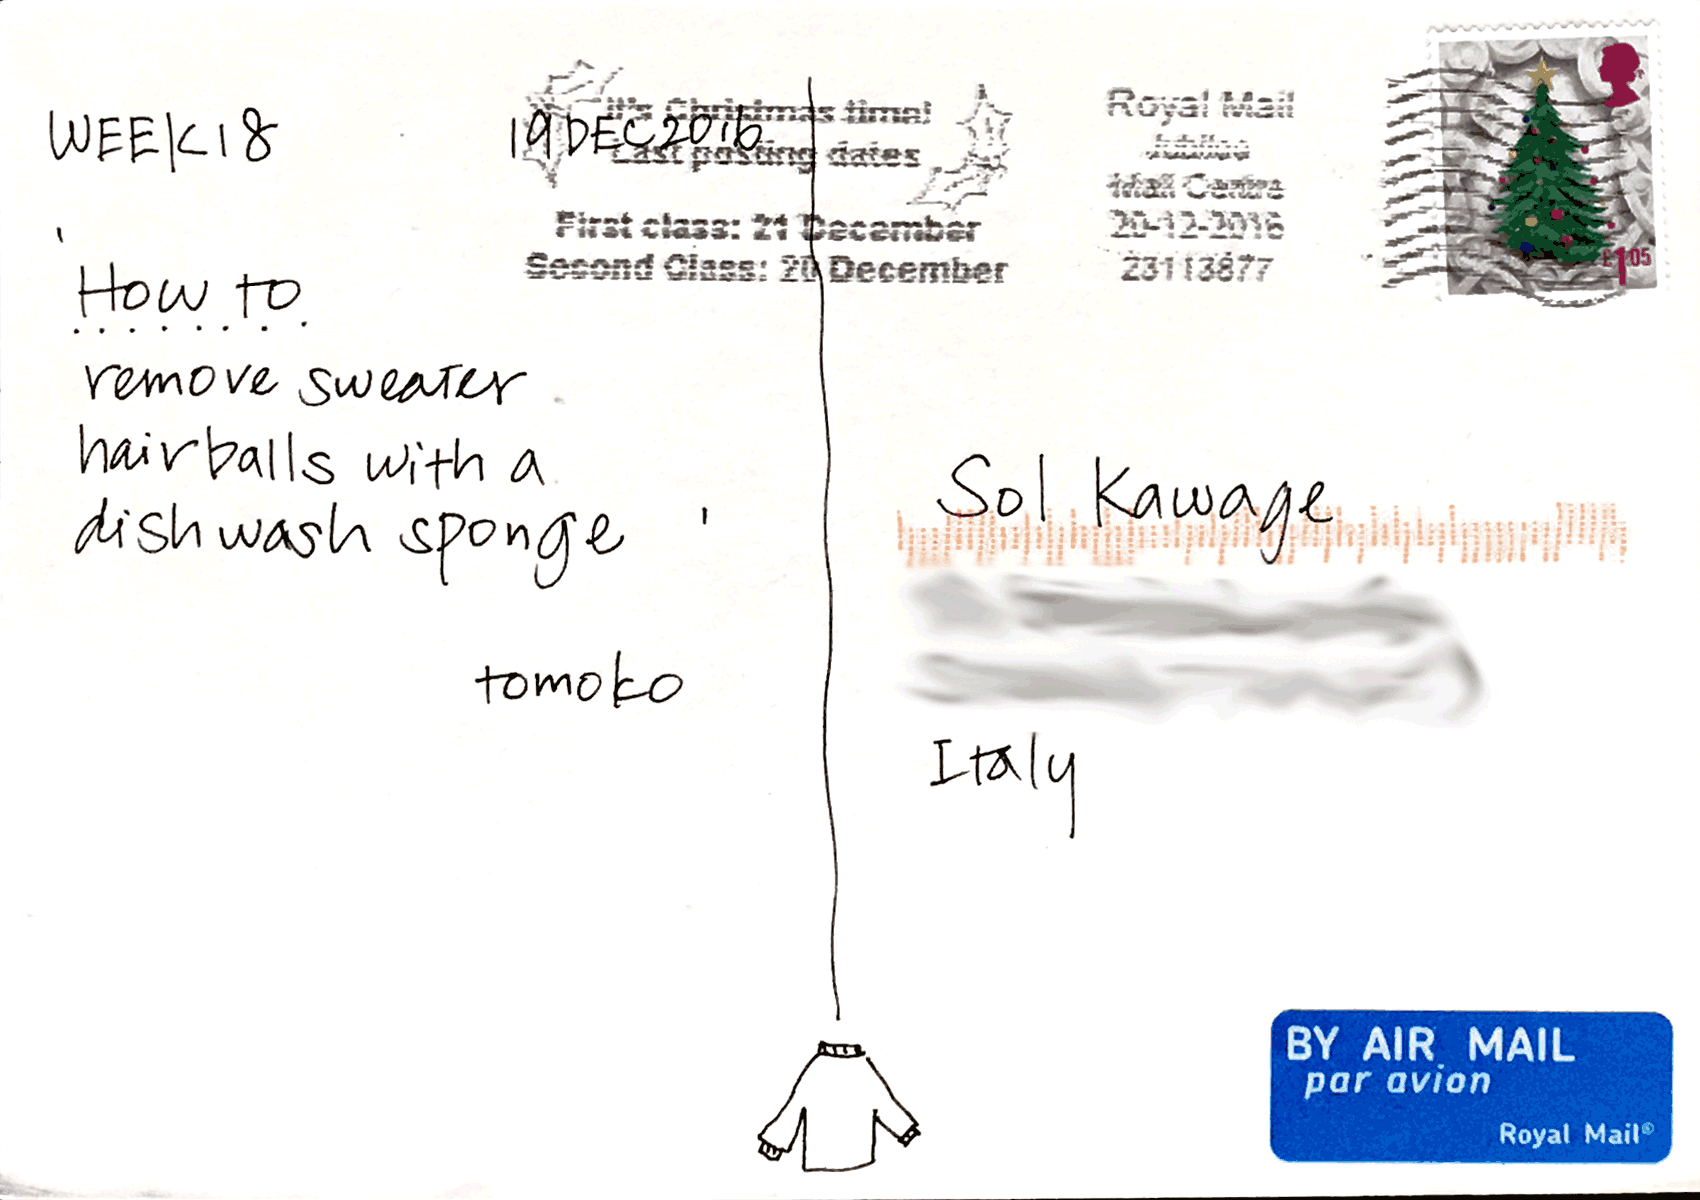 WEEK18
19DEC2016
' How to
remove sweater
hairballs with a
dishwash sponge '
tomoko
It's Christmas time!
Last posting dates
First class: 21 December
Second Class: 20 December
Royal Mail
Jubilee
Mail Centre
20-12-2016
23113877
£1.05
Sol Kawage
Italy
BY AIR MAIL
par avion
Royal Mail®